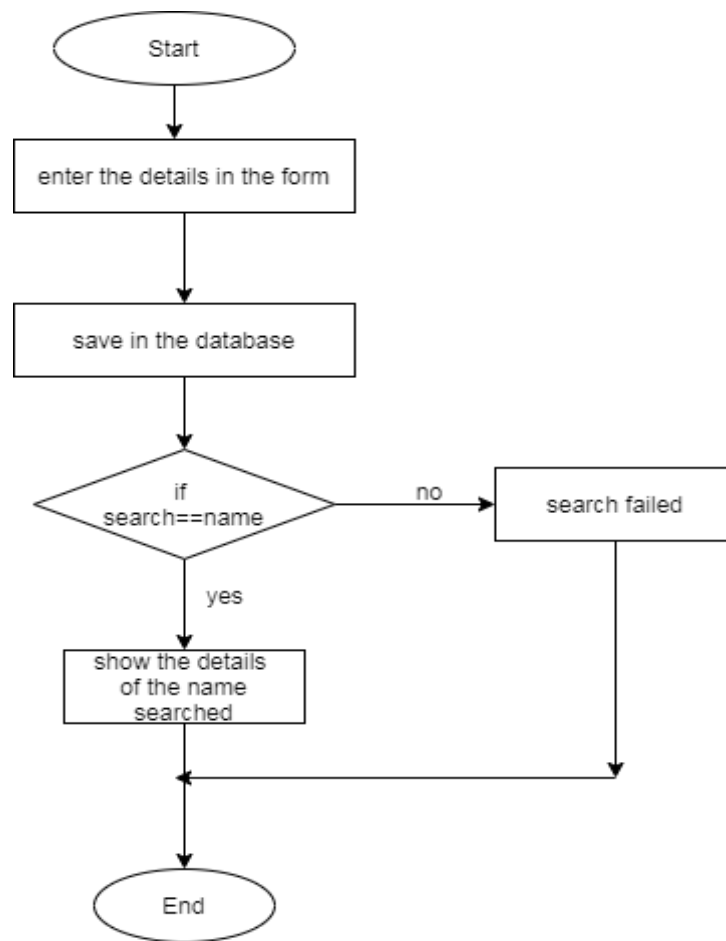 Start
enter the details in the form
save in the database
if
search==name
no
search failed
yes
show the details
of the name
searched
End